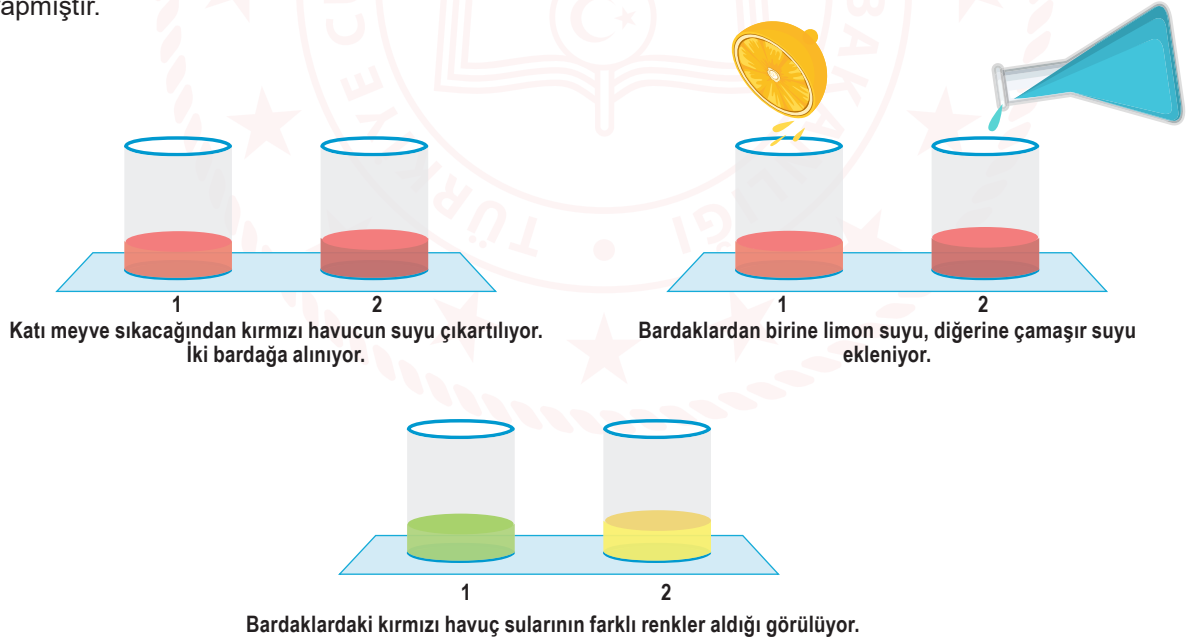 apmıştır.
1
2
1
2
Katı meyve sıkacağından kırmızı havucun suyu çıkartılıyor.
İki bardağa alınıyor.
Bardaklardan birine limon suyu, diğerine çamaşır suyu
ekleniyor.
1
2
Bardaklardaki kırmızı havuç sularının farklı renkler aldığı görülüyor.